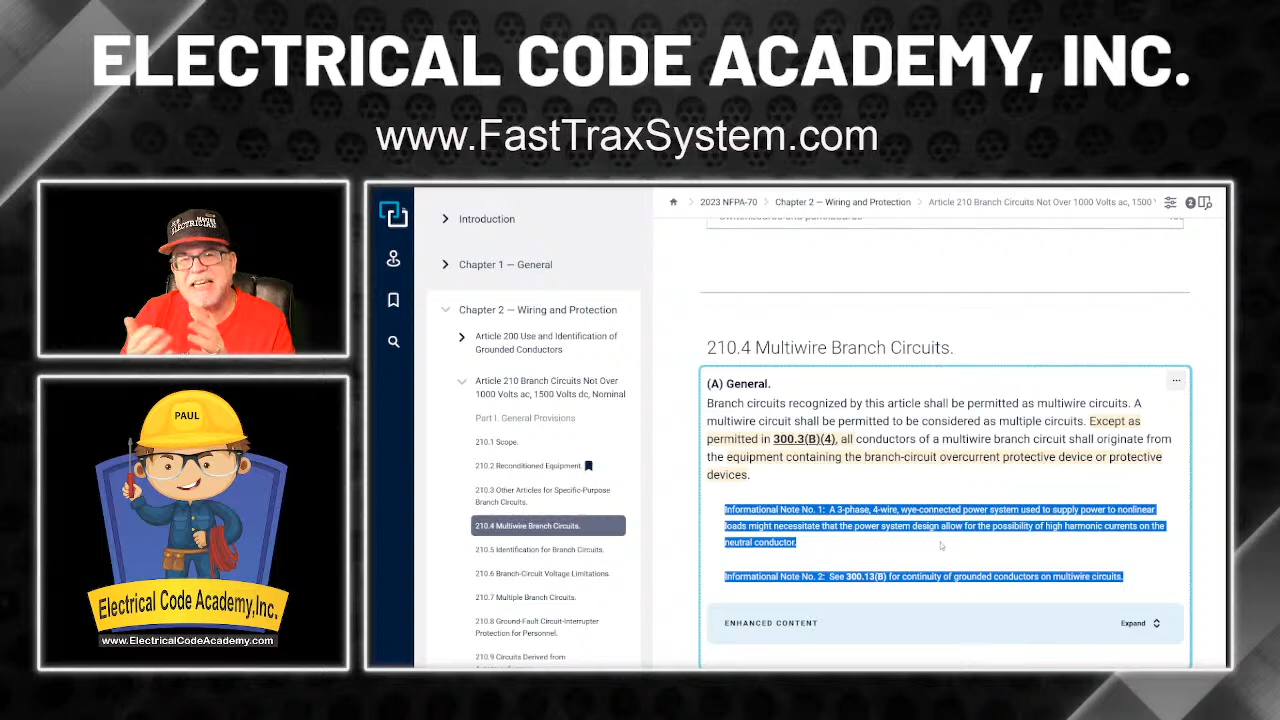 ELECTRICAL CODE ACADEMY, INC.
www.FastTraxSystem.com
MASTER
ELECTRICIAN
PAUL
Electrical Code Academy,Inc.
www.ElectricalCodeAcademy.com
Introduction
Chapter 1 — General
Chapter 2 — Wiring and Protection
Article 200 Use and Identification of
Grounded Conductors
Article 210 Branch Circuits Not Over
1000 Volts ac, 1500 Volts dc, Nominal
Part I. General Provisions
210.1 Scope.
210.2 Reconditioned Equipment.
210.3 Other Articles for Specific-Purpose
Branch Circuits.
210.4 Multiwire Branch Circuits.
210.5 Identification for Branch Circuits.
210.6 Branch-Circuit Voltage Limitations.
210.7 Multiple Branch Circuits.
210.8 Ground-Fault Circuit-Interrupter
Protection for Personnel.
210.9 Circuits Derived from
2023 NFPA-70 Chapter 2 — Wiring and Protection Article 210 Branch Circuits Not Over 1000 Volts ac, 1500 V
2
210.4 Multiwire Branch Circuits.
(A) General.
Branch circuits recognized by this article shall be permitted as multiwire circuits. A
multiwire circuit shall be permitted to be considered as multiple circuits. Except as
permitted in 300.3(B)(4), all conductors of a multiwire branch circuit shall originate from
the equipment containing the branch-circuit overcurrent protective device or protective
devices.
Informational Note No. 1: A 3-phase, 4-wire, wye-connected power system used to supply power to nonlinear
loads might necessitate that the power system design allow for the possibility of high harmonic currents on the
neutral conductor.
Informational Note No. 2: See 300.13(B) for continuity of grounded conductors on multiwire circuits.
ENHANCED CONTENT Expand